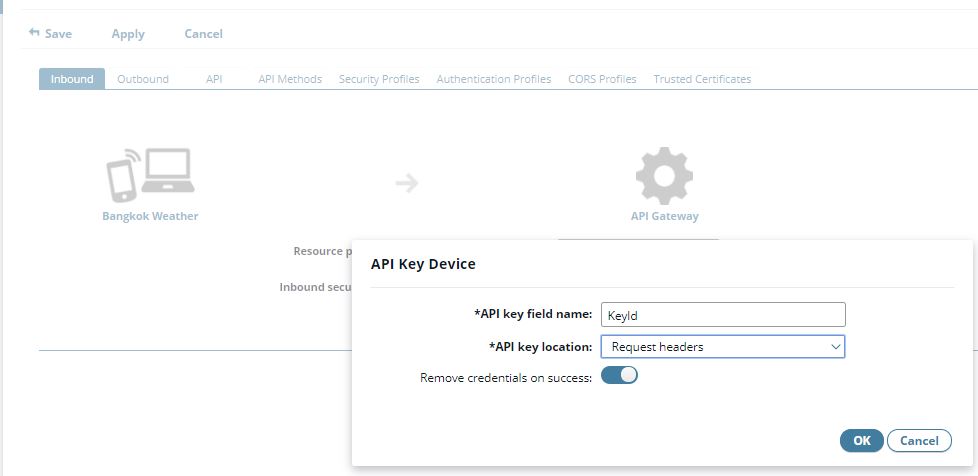 Save Apply Cancel
Inbound Outbound API API Methods Security Profiles Authentication Profiles CORS Profiles Trusted Certificates
Bangkok Weather API Gateway
Resource p
Inbound secu
API Key Device
*API key field name: KeyId
*API key location: Request headers
Remove credentials on success:
OK Cancel